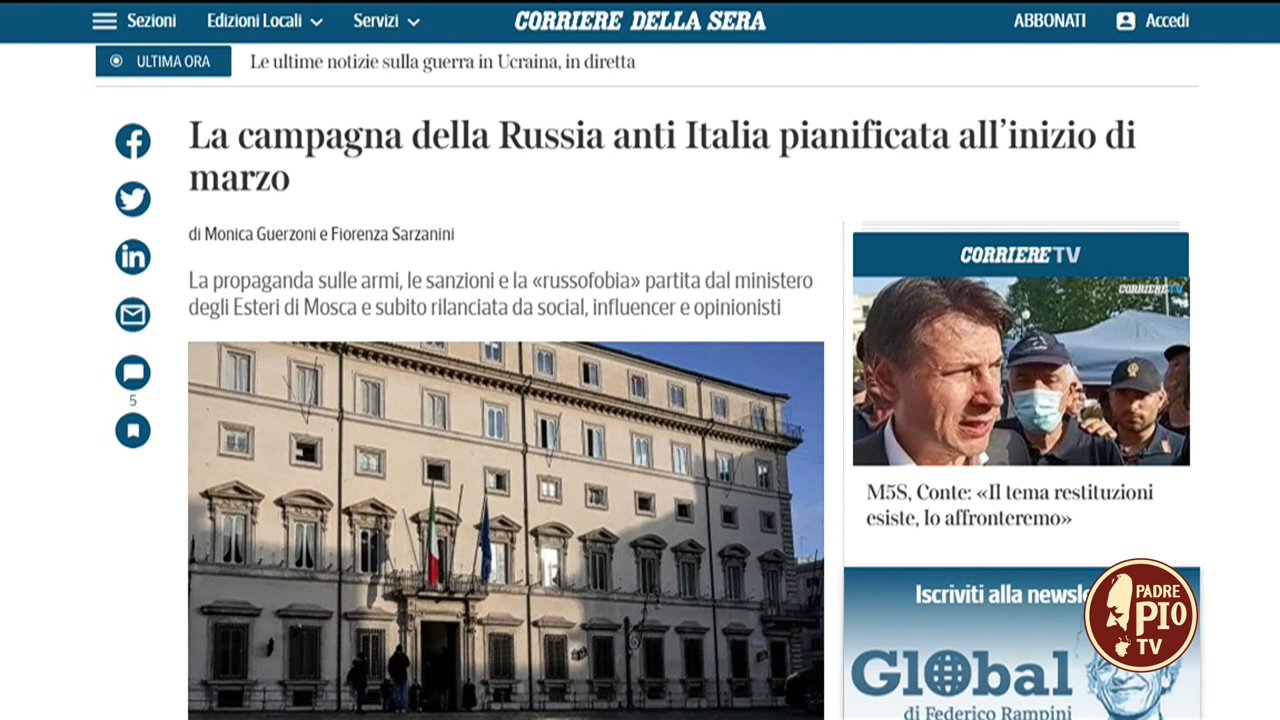 Sezioni
Edizioni Locali
Servizi
CORRIERE DELLA SERA
ABBONATI
Accedi
ULTIMA ORA
Le ultime notizie sulla guerra in Ucraina, in diretta
La campagna della Russia anti Italia pianificata all'inizio di
marzo
di Monica Guerzoni e Fiorenza Sarzanini
La propaganda sulle armi, le sanzioni e la «russofobia» partita dal ministero
degli Esteri di Mosca e subito rilanciata da social, influencer e opinionisti
5
CORRIERE TV
CORRIERE TV
M5S, Conte: «Il tema restituzioni
esiste, lo affronteremo»
Iscriviti alla newsle
Global
di Federico Rampini
PADRE
PIO
TV